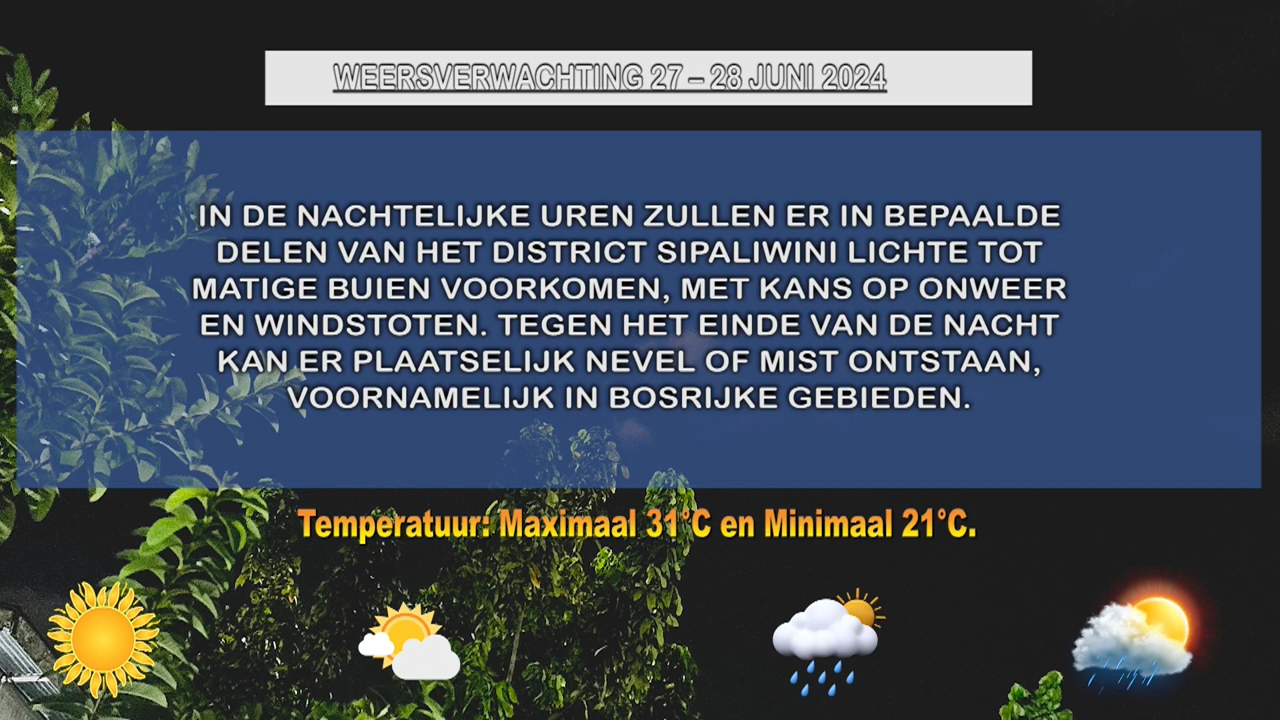 WEERSVERWACHTING 27 – 28 JUNI 2024
IN DE NACHTELIJKE UREN ZULLEN ER IN BEPAALDE
DELEN VAN HET DISTRICT SIPALIWINI LICHTE TOT
MATIGE BUIEN VOORKOMEN, MET KANS OP ONWEER
EN WINDSTOTEN. TEGEN HET EINDE VAN DE NACHT
KAN ER PLAATSELIJK NEVEL OF MIST ONTSTAAN,
VOORNAMELIJK IN BOSRIJKE GEBIEDEN.
Temperatuur: Maximaal 31°C en Minimaal 21°C.